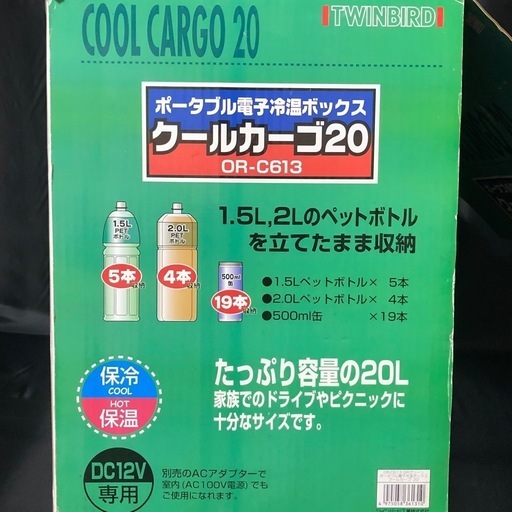 COOL CARGO 20
TWINBIRD
ポータブル電子冷温ボックス
クールカーゴ20
OR-C613
1.5L
PET
ボトル
5本
収納
2.0L
PET
ボトル
4本
収納
500ml
缶
19本
収納
1.5L,2Lのペットボトル
を立てたまま収納
●1.5Lペットボトル× 5本
●2.0Lペットボトル× 4本
●500ml缶 ×19本
保冷
COOL
HOT
保温
たっぷり容量の20L
家族でのドライブやピクニックに
十分なサイズです。
DC12V
専用
別売のACアダプターで
室内(AC100V電源)でも
ご使用になれます。